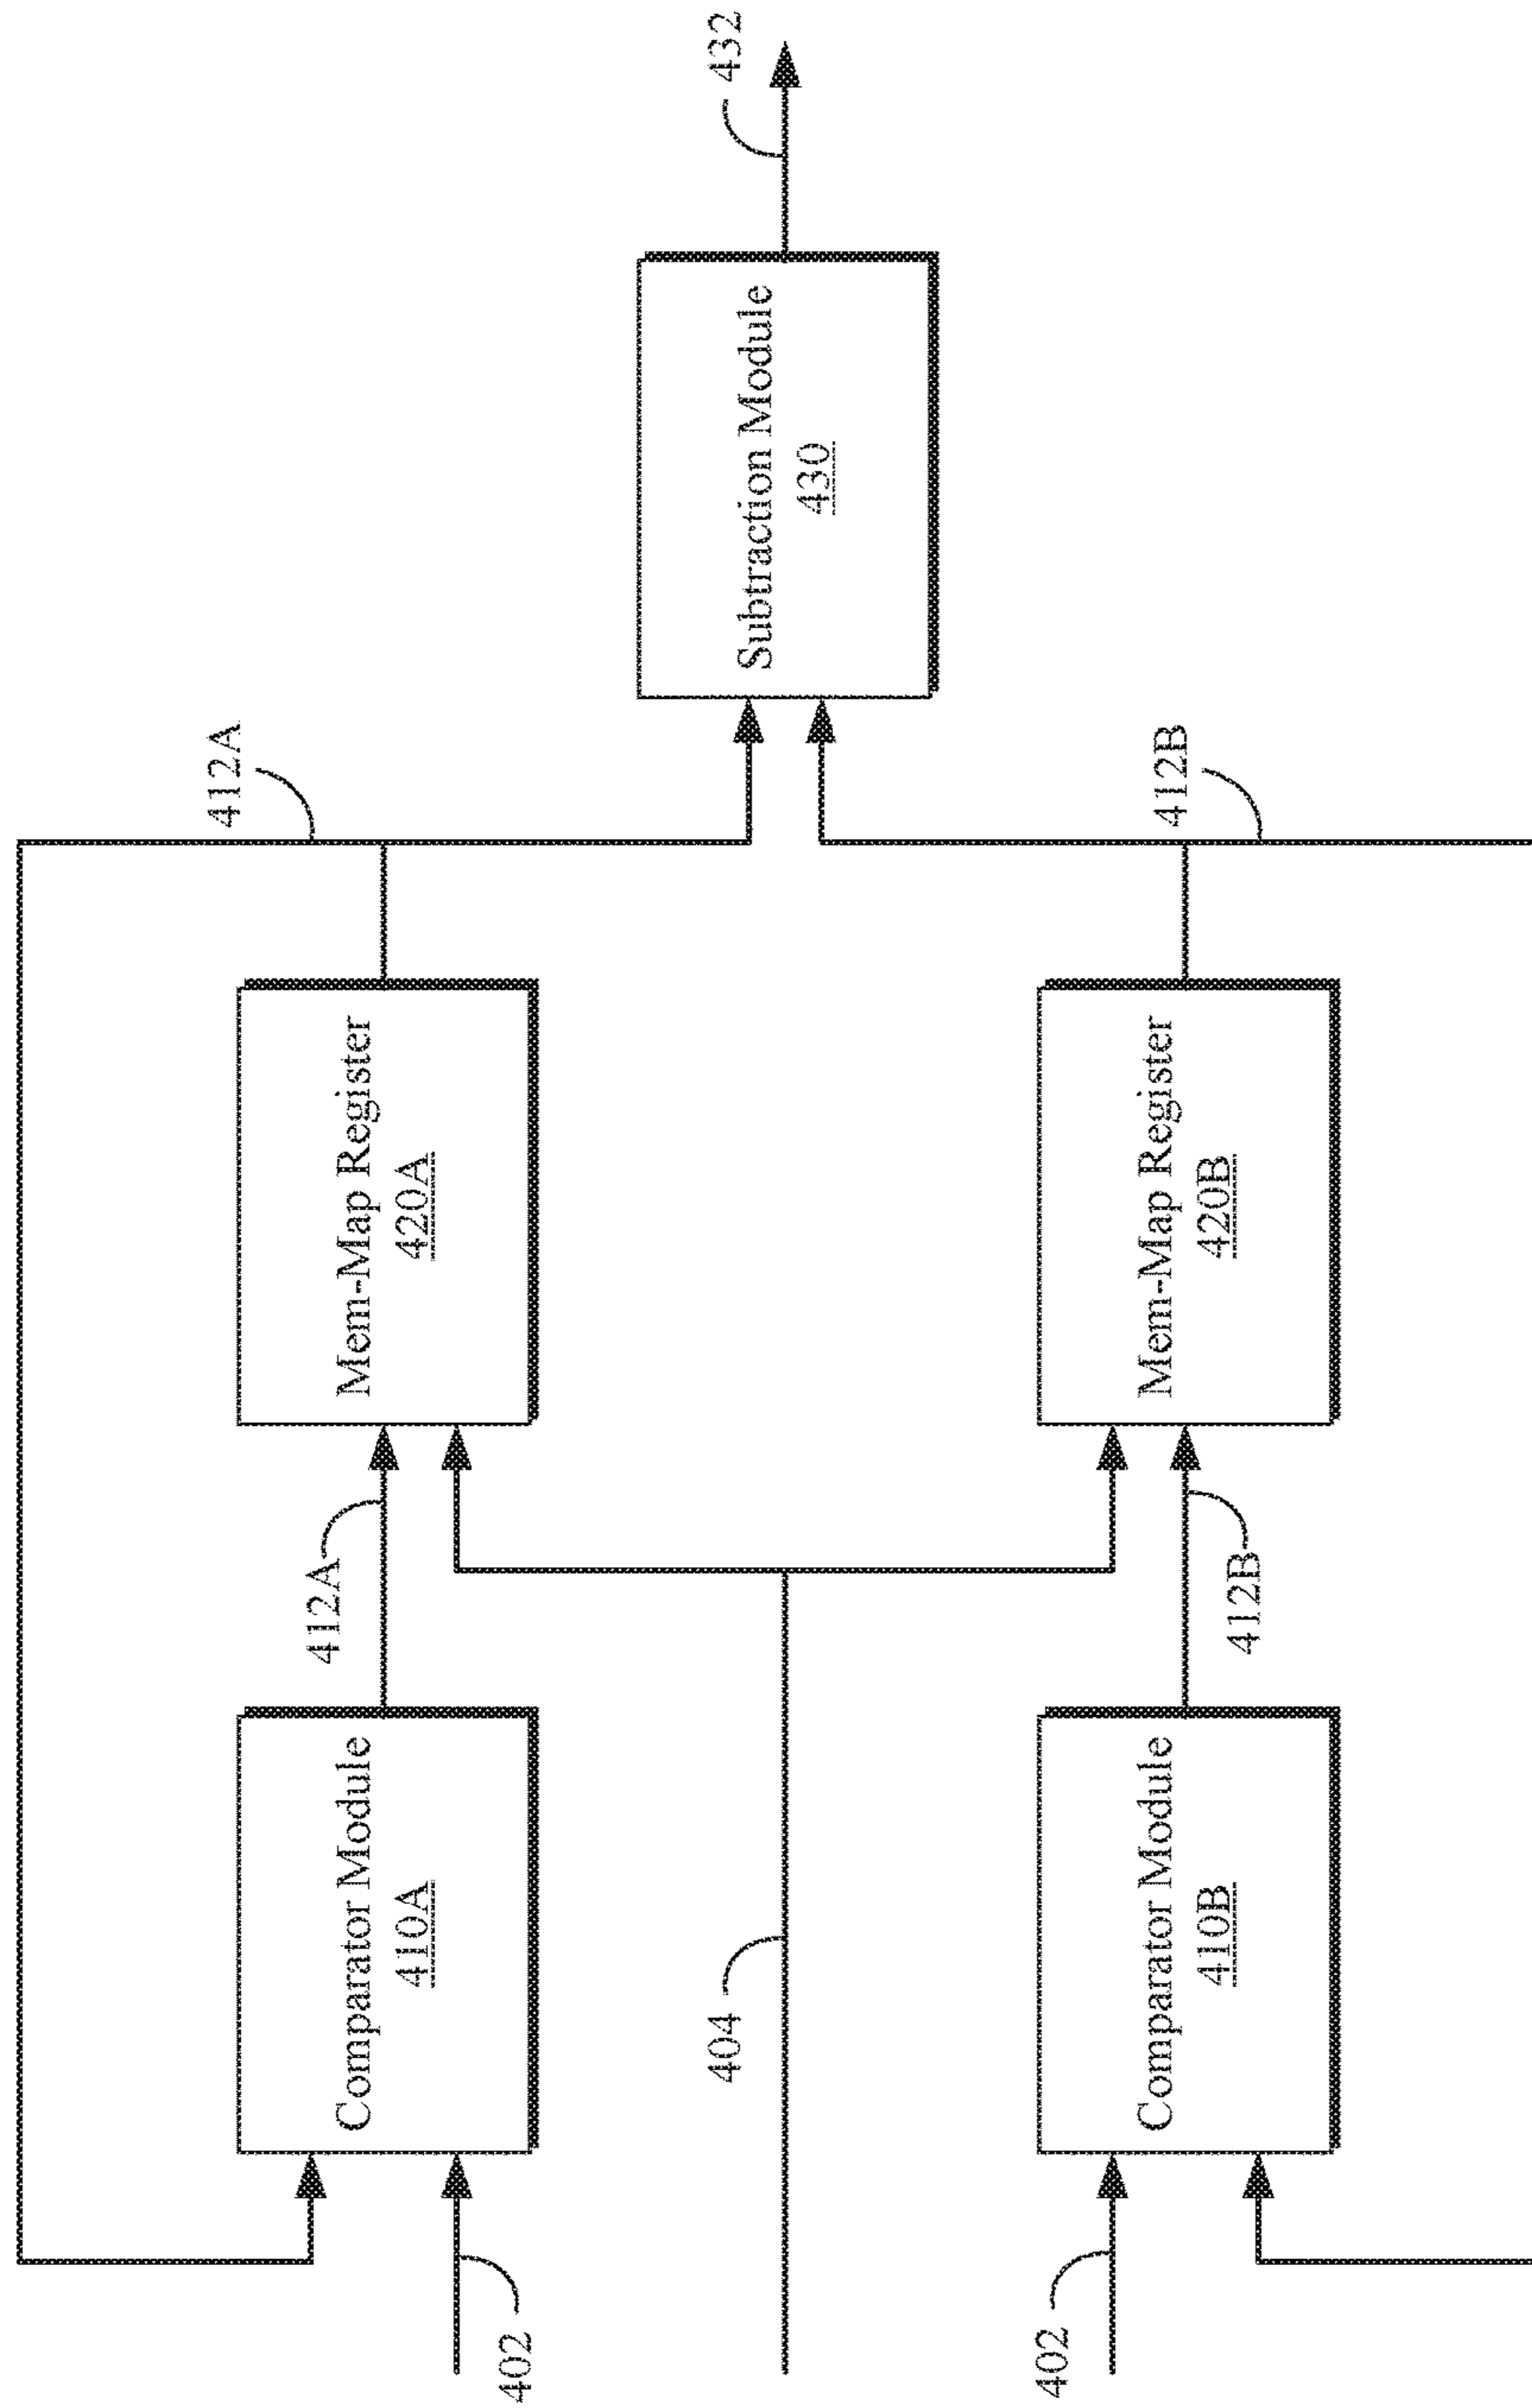 412A
432
Comparator Module
410A
412A
Mem-Map Register
420A
402
404
Subtraction Module
430
402
Comparator Module
410B
412B
Mem-Map Register
420B
412B